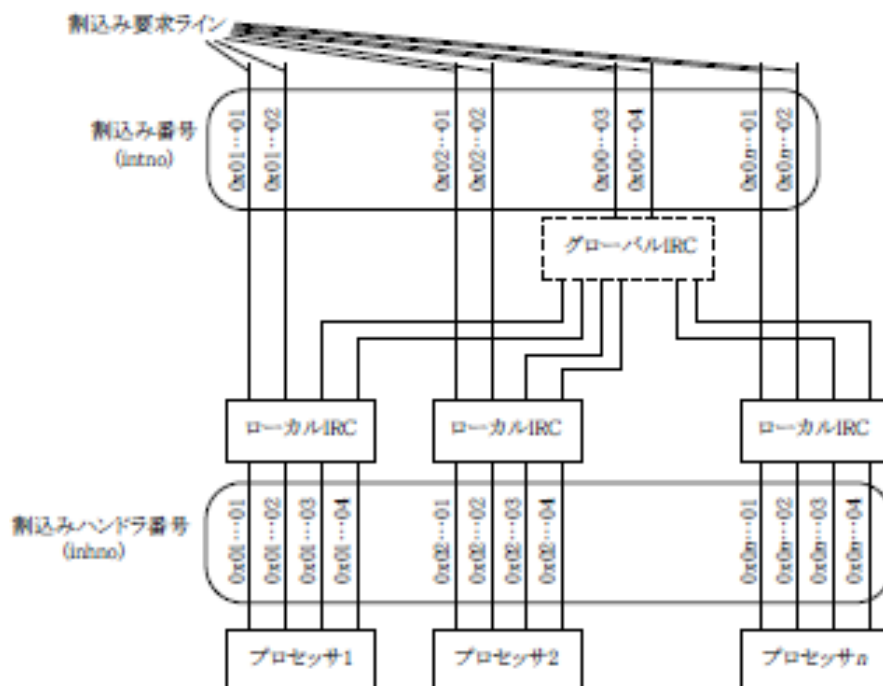 割込み要求ライン
割込み番号
(intno)
0x01…01
0x01…02
0x02…01
0x02…02
0x00…03
0x00…04
0x0n…01
0x0n…02
グローバルIRC
ローカルIRC
ローカルIRC
ローカルIRC
割込みハンドラ番号
(inhno)
0x01…01
0x01…02
0x01…03
0x01…04
0x02…01
0x02…02
0x02…03
0x02…04
0x0n…01
0x0n…02
0x0n…03
0x0n…04
プロセッサ1
プロセッサ2
プロセッサn